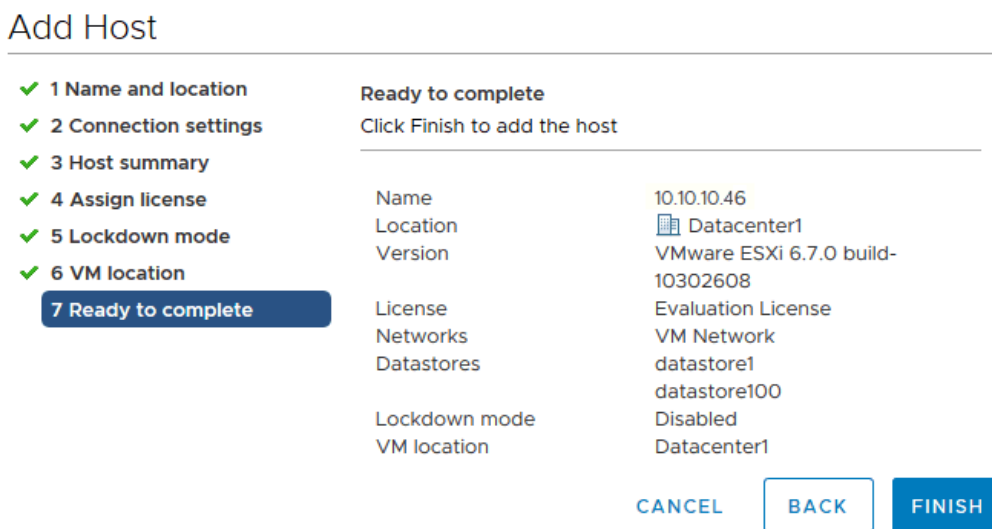 Add Host
1 Name and location
2 Connection settings
3 Host summary
4 Assign license
5 Lockdown mode
6 VM location
7 Ready to complete
Ready to complete
Click Finish to add the host
Name 10.10.10.46
Location Datacenter1
Version VMware ESXi 6.7.0 build-
10302608
License Evaluation License
Networks VM Network
Datastores datastore1
datastore100
Lockdown mode Disabled
VM location Datacenter1
CANCEL BACK FINISH